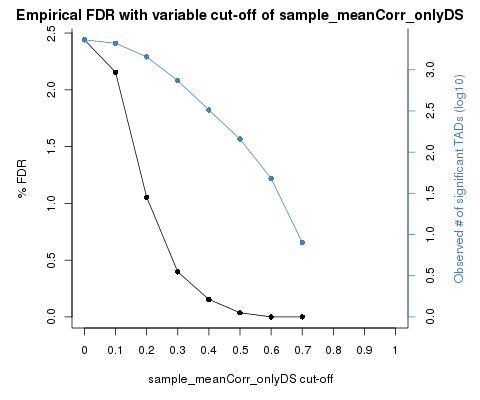 Empirical FDR with variable cut-off of sample_meanCorr_onlyDS
% FDR
2.5
2.0
1.5
1.0
0.5
0.0
3.0
2.5
2.0
1.5
1.0
0.5
0.0
Observed # of significant TADs (log10)
0 0.1 0.2 0.3 0.4 0.5 0.6 0.7 0.8 0.9 1
sample_meanCorr_onlyDS cut-off